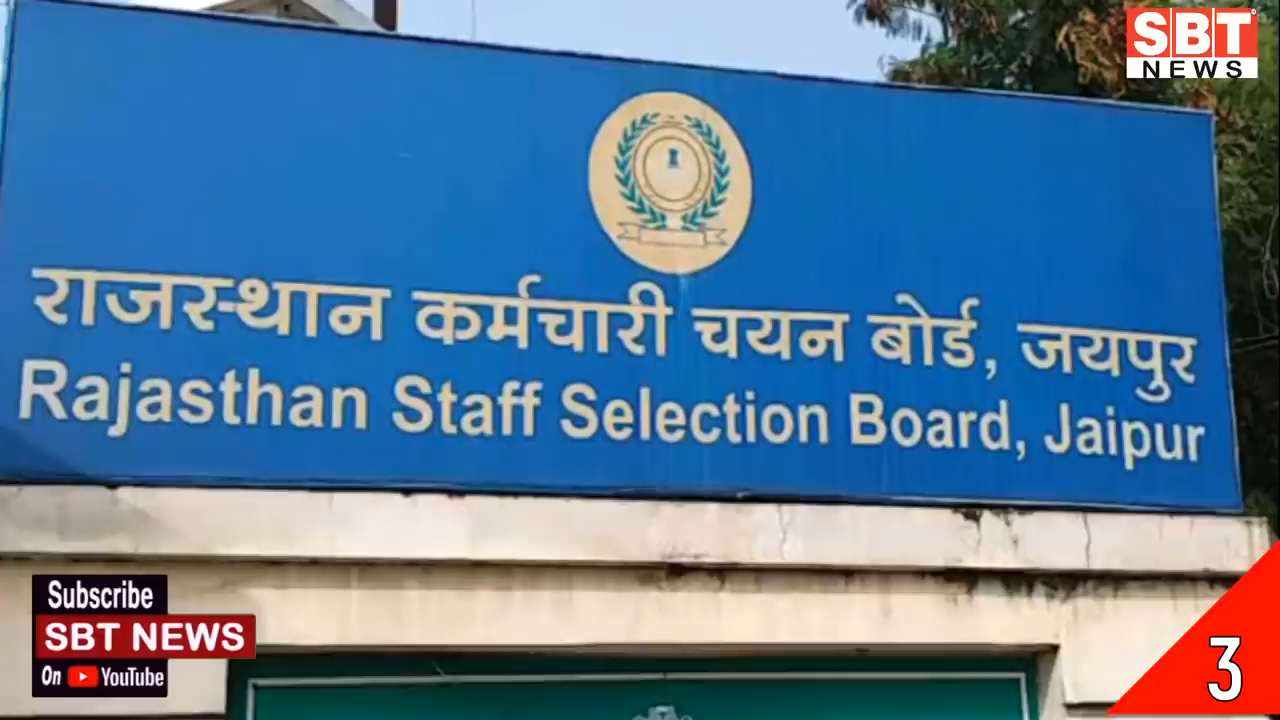 SBT
NEWS
राजस्थान कर्मचारी चयन बोर्ड, जयपुर
Rajasthan Staff Selection Board, Jaipur
Subscribe
SBT NEWS
On YouTube
3